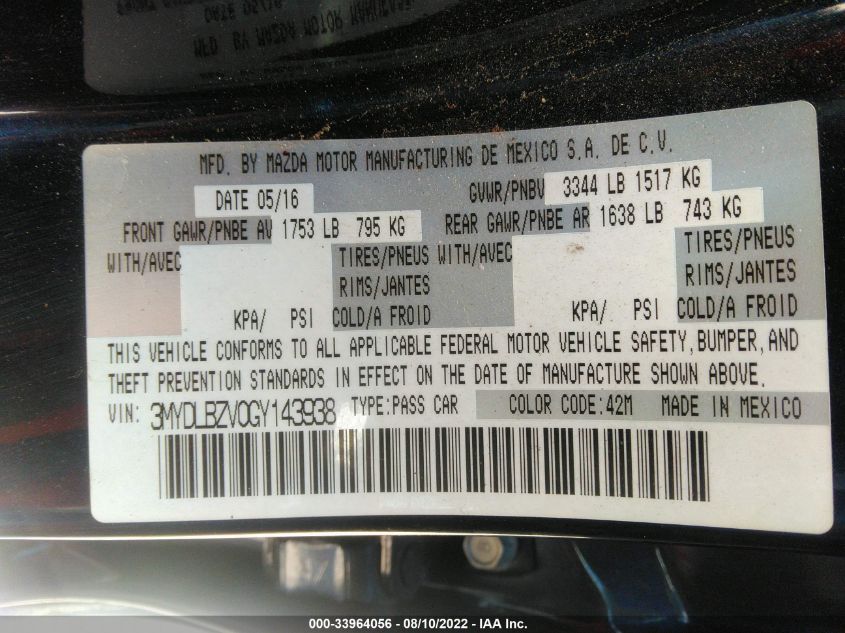 MFD. BY MAZDA MOTOR MANUFACTURING DE MEXICO S.A. DE C.V.
DATE 05/16 GVWR/PNBV 3344 LB 1517 KG
FRONT GAWR/PNBE AV 1753 LB 795 KG REAR GAWR/PNBE AR 1638 LB 743 KG
WITH/AVEC TIRES/PNEUS WITH/AVEC TIRES/PNEUS
RIMS/JANTES RIMS/JANTES
KPA/ PSI COLD/A FROID KPA/ PSI COLD/A FROID
THIS VEHICLE CONFORMS TO ALL APPLICABLE FEDERAL MOTOR VEHICLE SAFETY, BUMPER, AND
THEFT PREVENTION STANDARDS IN EFFECT ON THE DATE OF MANUFACTURE SHOWN ABOVE.
VIN: 3MYDLBZV0GY143938 TYPE:PASS CAR COLOR CODE:42M MADE IN MEXICO
000-33964056 - 08/10/2022 - IAA Inc.